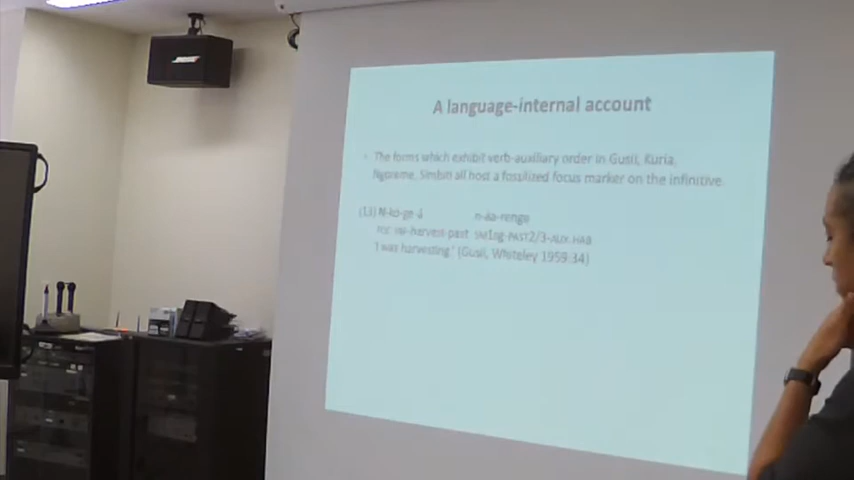 A language-internal account
• The forms which exhibit verb-auxiliary order in Gusii, Kuria,
Ngoreme, Simbiti all host a fossilized focus marker on the infinitive.
(13) N-ko-ge-á n-aa-renge
FOC -harvest-past SM1sg-PAST2/3-AUX.HAB
'I was harvesting.' (Gusii, Whiteley 1959:34)
BOSE